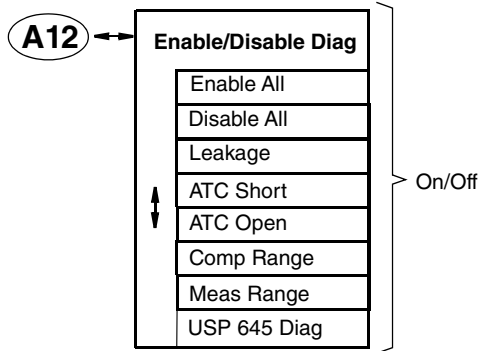 A12
Enable/Disable Diag
Enable All
Disable All
Leakage
ATC Short
ATC Open
Comp Range
Meas Range
USP 645 Diag
On/Off